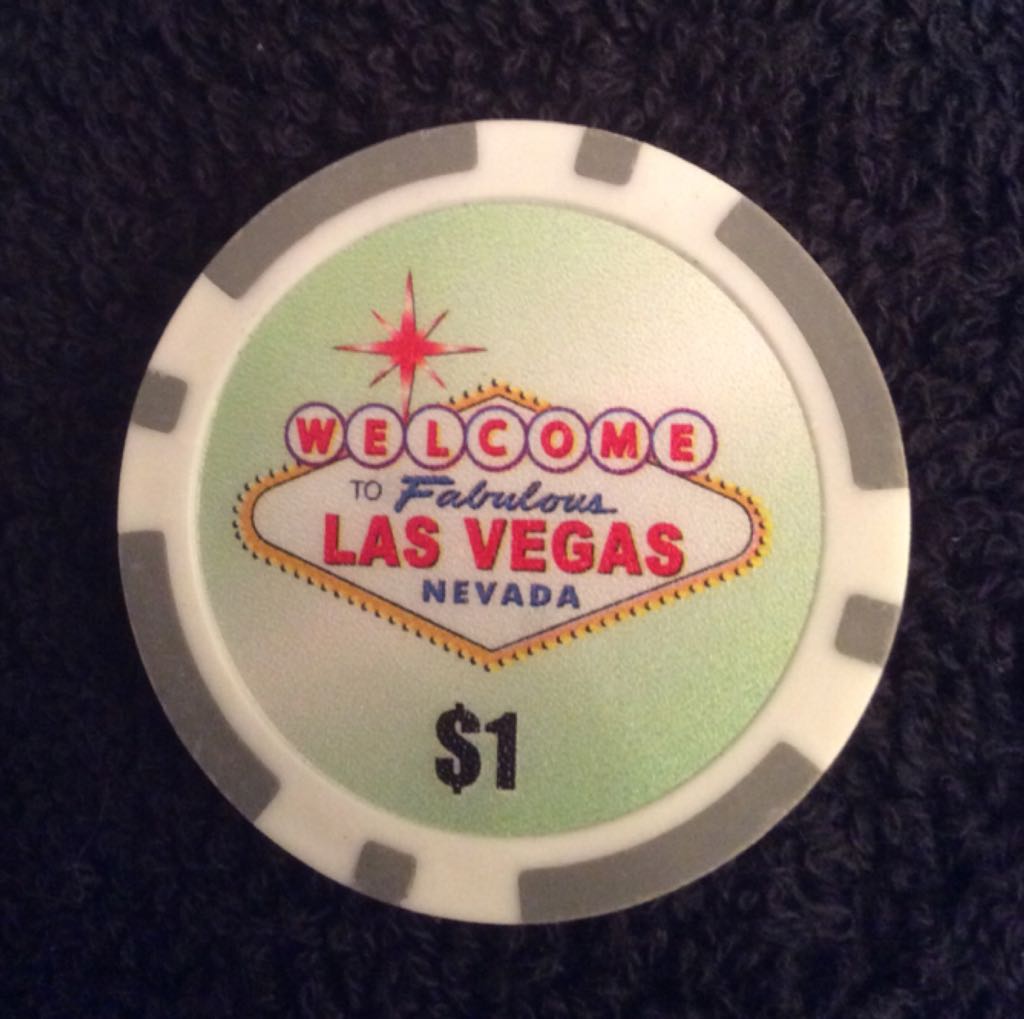 WELCOME
TO Fabulous
LAS VEGAS
NEVADA
$1